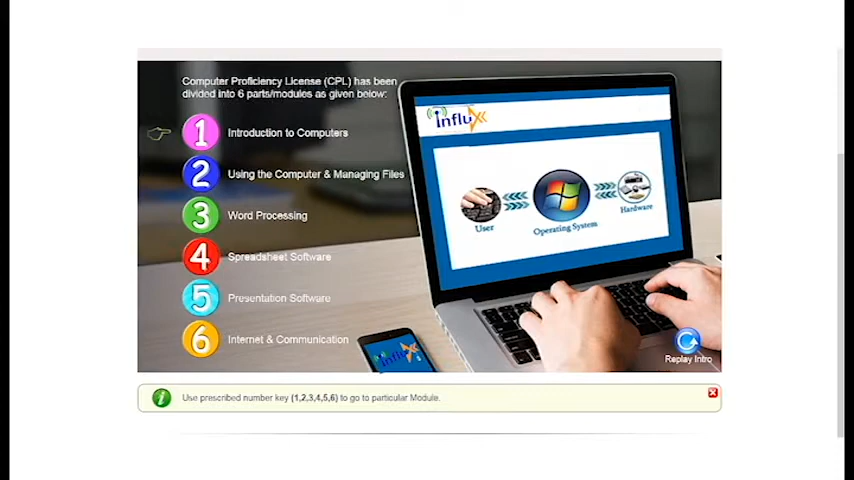 Computer Proficiency License (CPL) has been
divided into 6 parts/modules as given below:
1 Introduction to Computers
2 Using the Computer & Managing Files
3 Word Processing
4 Spreadsheet Software
5 Presentation Software
6 Internet & Communication
influx
User
Operating System
Hardware
influx
Replay Intro
Use prescribed number key (1,2,3,4,5,6) to go to particular Module.